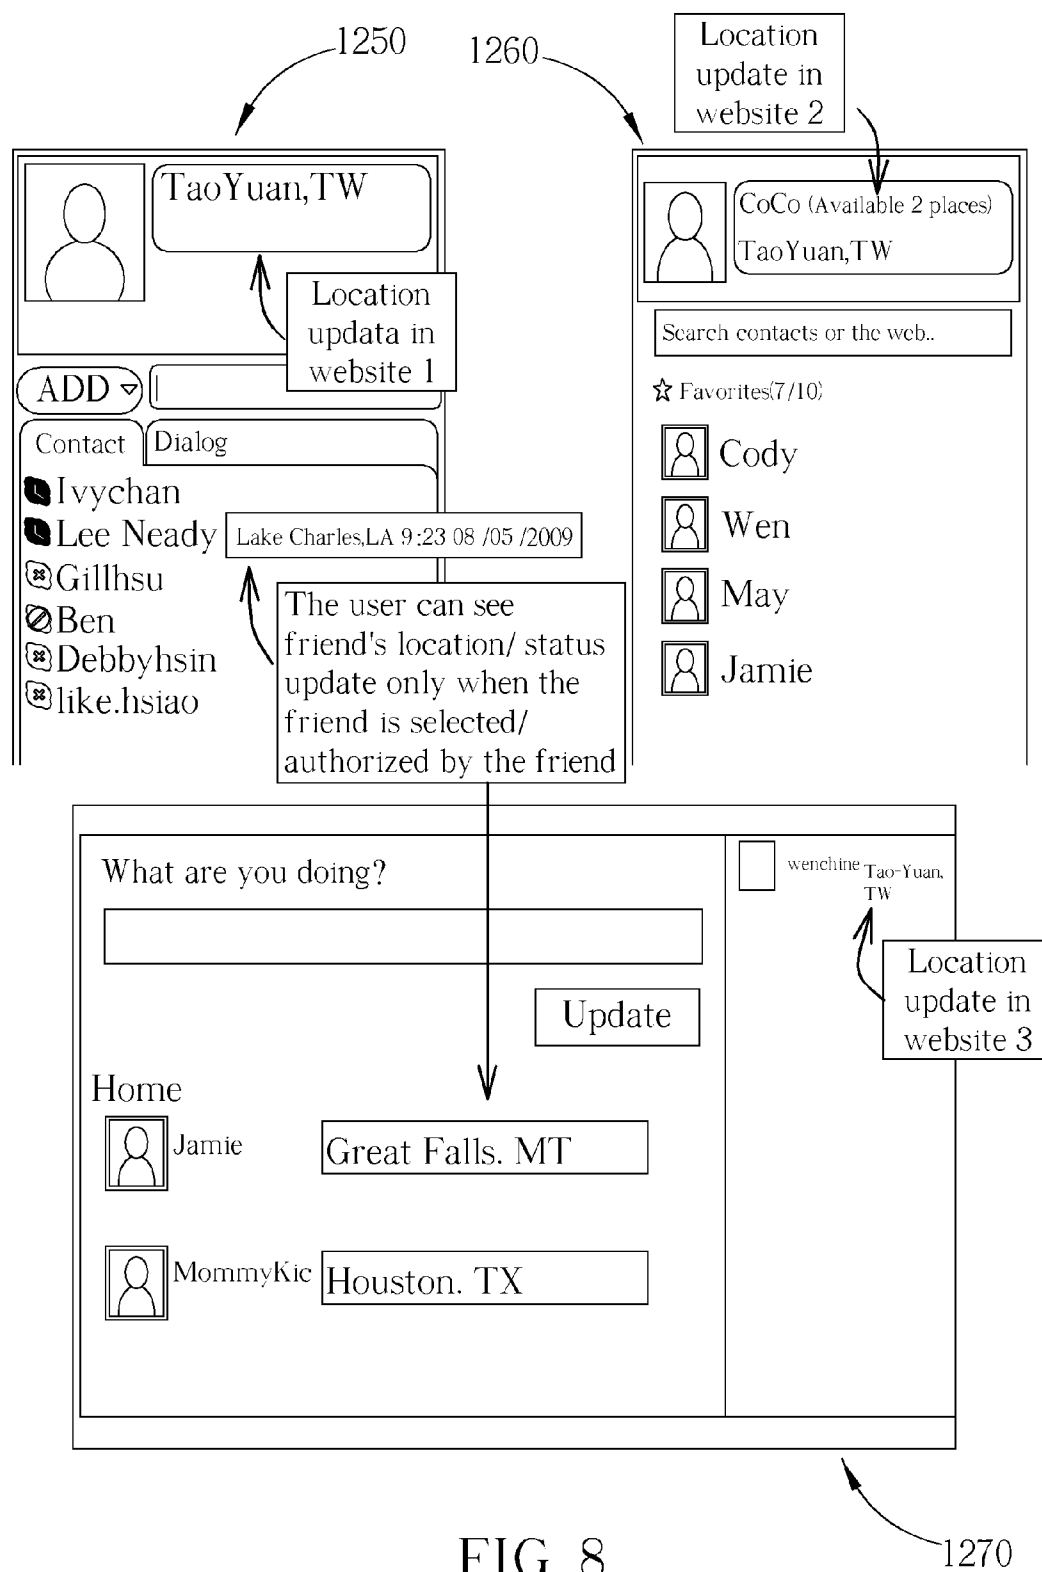 1250
1260
Location
update in
website 2
TaoYuan,TW
Location
updata in
website 1
ADD
Contact
Dialog
Ivychan
Lee Neady
Lake Charles,LA 9:23 08 /05 /2009
Gillhsu
Ben
Debbyhsin
like.hsiao
The user can see
friend's location/ status
update only when the
friend is selected/
authorized by the friend
CoCo (Available 2 places)
TaoYuan,TW
Search contacts or the web..
Favorites(7/10)
Cody
Wen
May
Jamie
What are you doing?
Update
Home
Jamie
Great Falls. MT
MommyKic
Houston. TX
wenchine Tao-Yuan,
TW
Location
update in
website 3
1270
FIG. 8